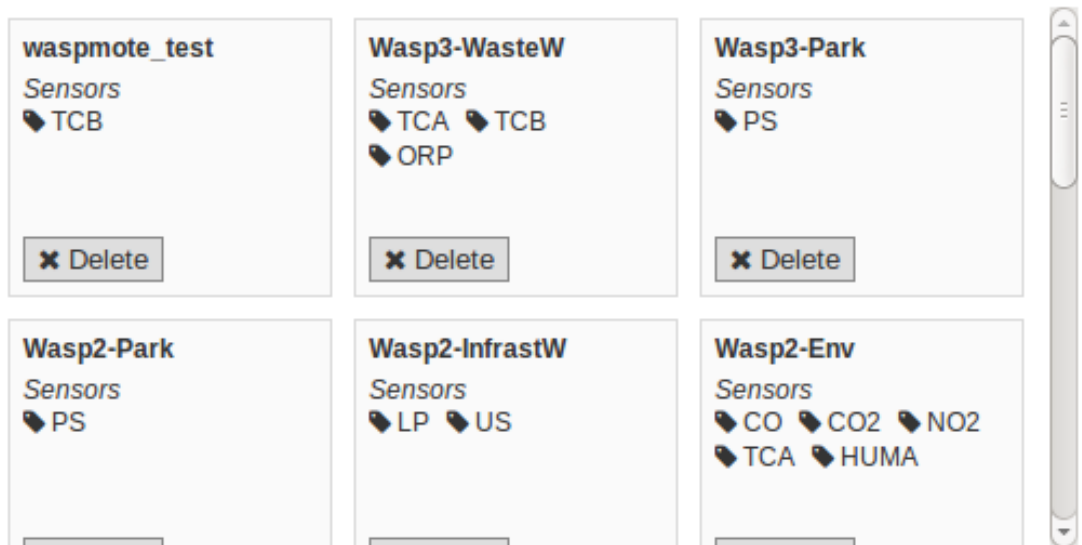 waspmote_test
Sensors
TCB
Delete
Wasp3-WasteW
Sensors
TCA TCB
ORP
Delete
Wasp3-Park
Sensors
PS
Delete
Wasp2-Park
Sensors
PS
Wasp2-InfrastW
Sensors
LP US
Wasp2-Env
Sensors
CO CO2 NO2
TCA HUMA